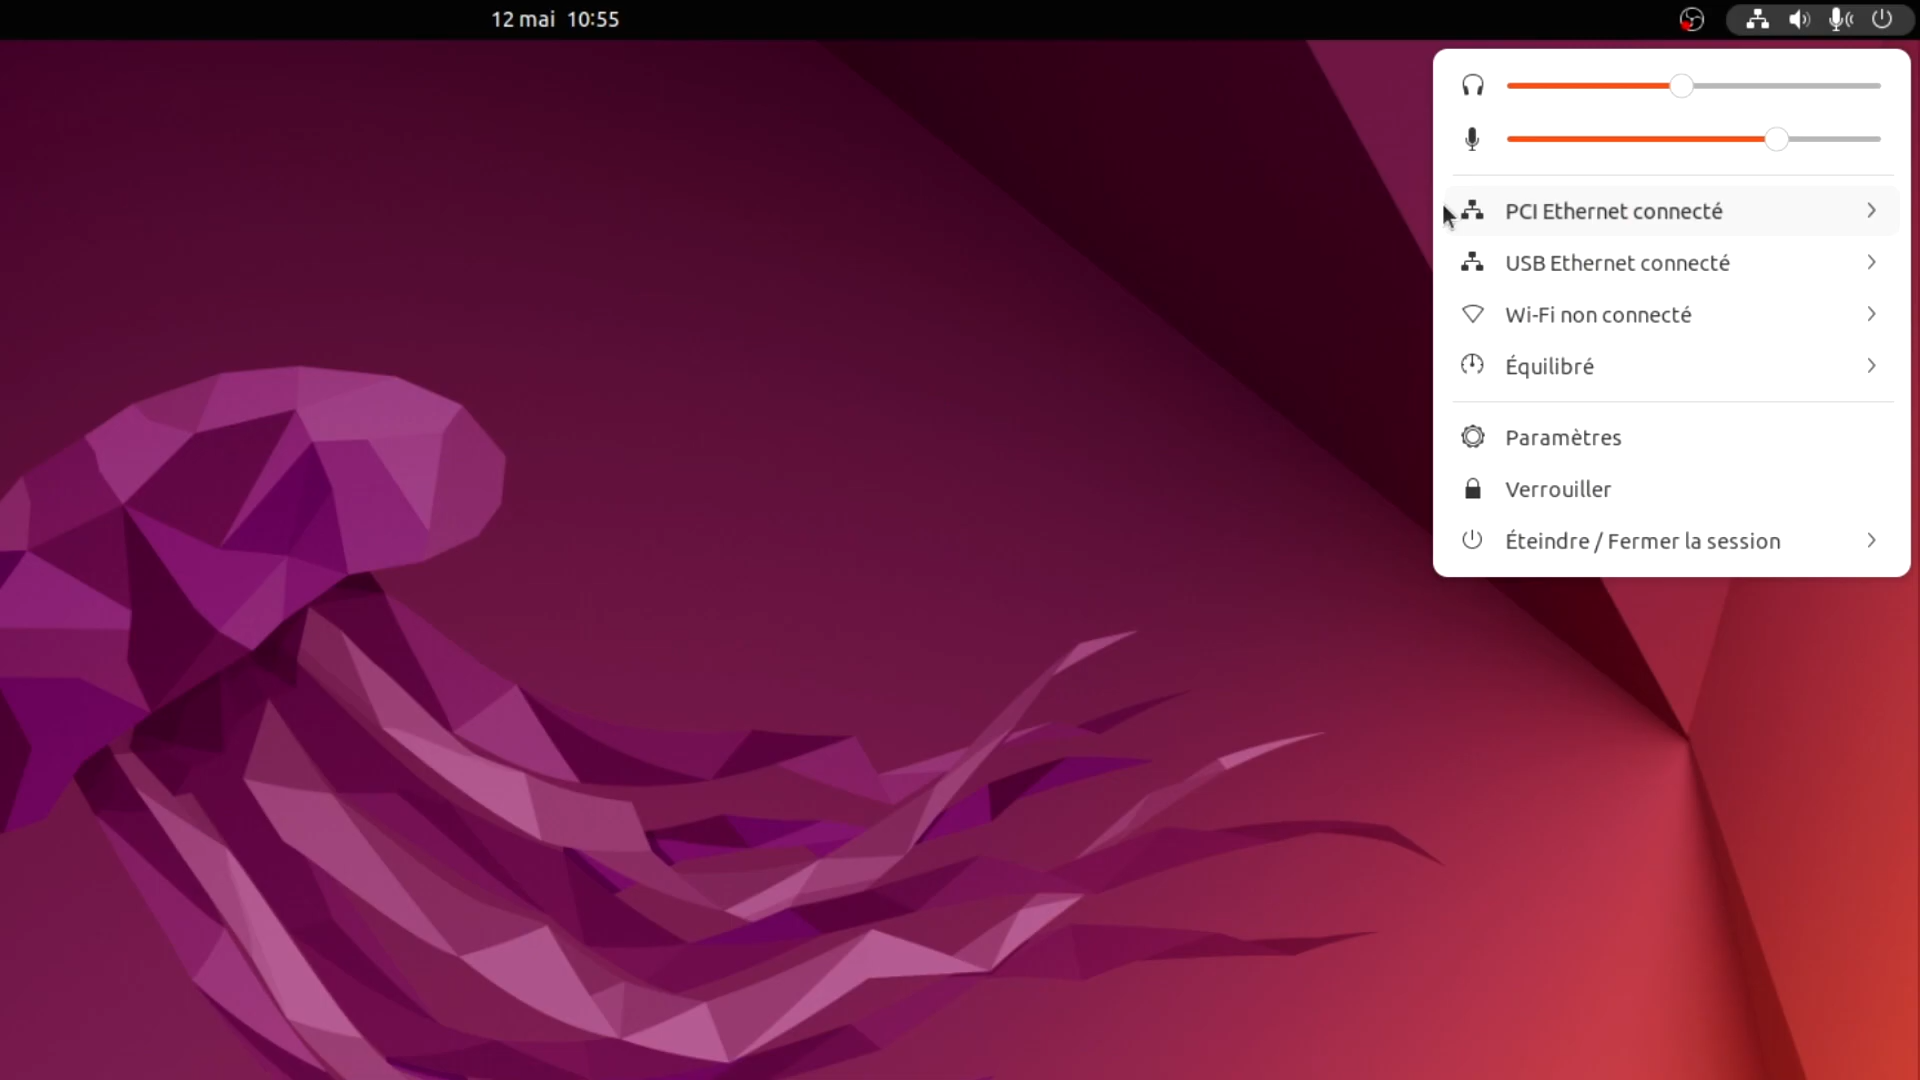 12 mai 10:55
PCI Ethernet connecté
USB Ethernet connecté
Wi-Fi non connecté
Équilibré
Paramètres
Verrouiller
Éteindre / Fermer la session